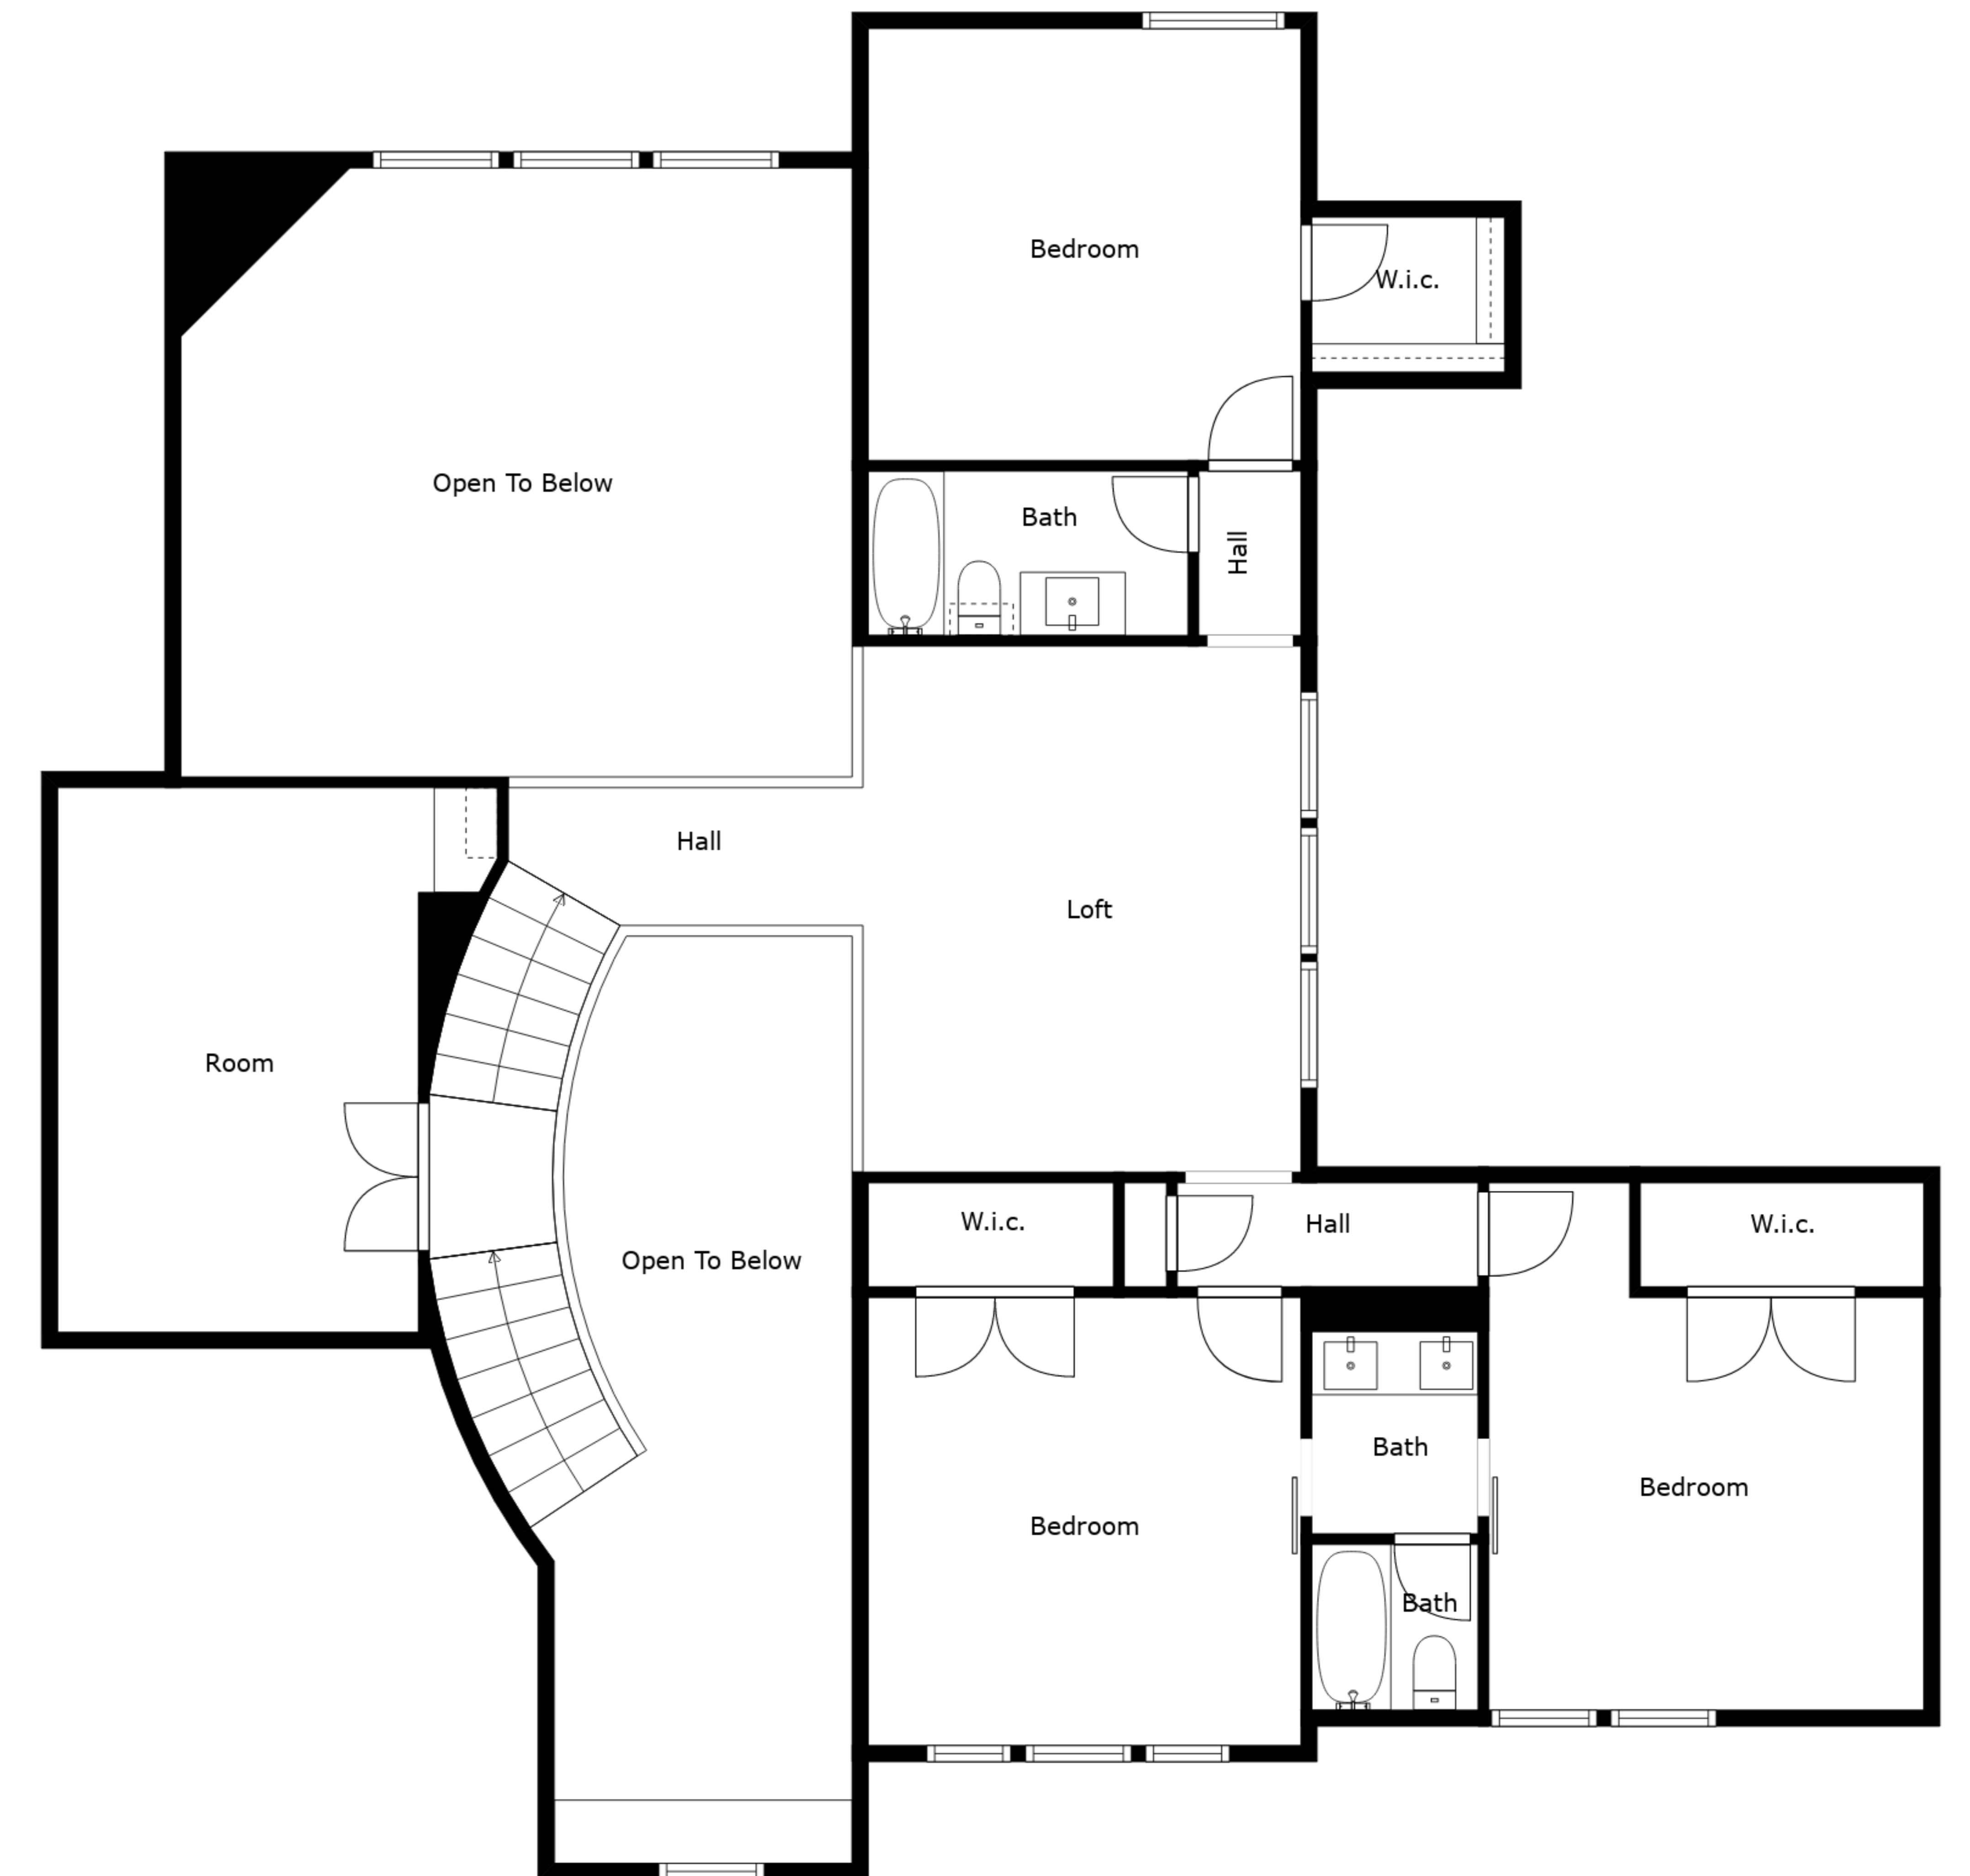 Bedroom
W.i.c.
Open To Below
Bath
Hall
Hall
Loft
Room
W.i.c.
Hall
W.i.c.
Open To Below
Bath
Bedroom
Bedroom
Bath